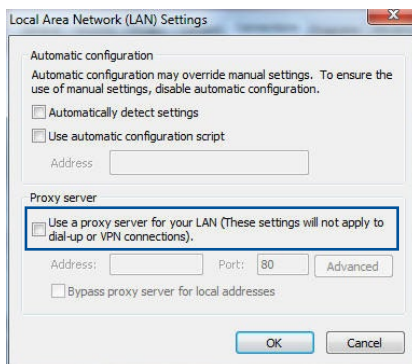 Local Area Network (LAN) Settings
Automatic configuration
Automatic configuration may override manual settings. To ensure the
use of manual settings, disable automatic configuration.
Automatically detect settings
Use automatic configuration script
Address
Proxy server
Use a proxy server for your LAN (These settings will not apply to
dial-up or VPN connections).
Address: Port: 80 Advanced
Bypass proxy server for local addresses
OK Cancel